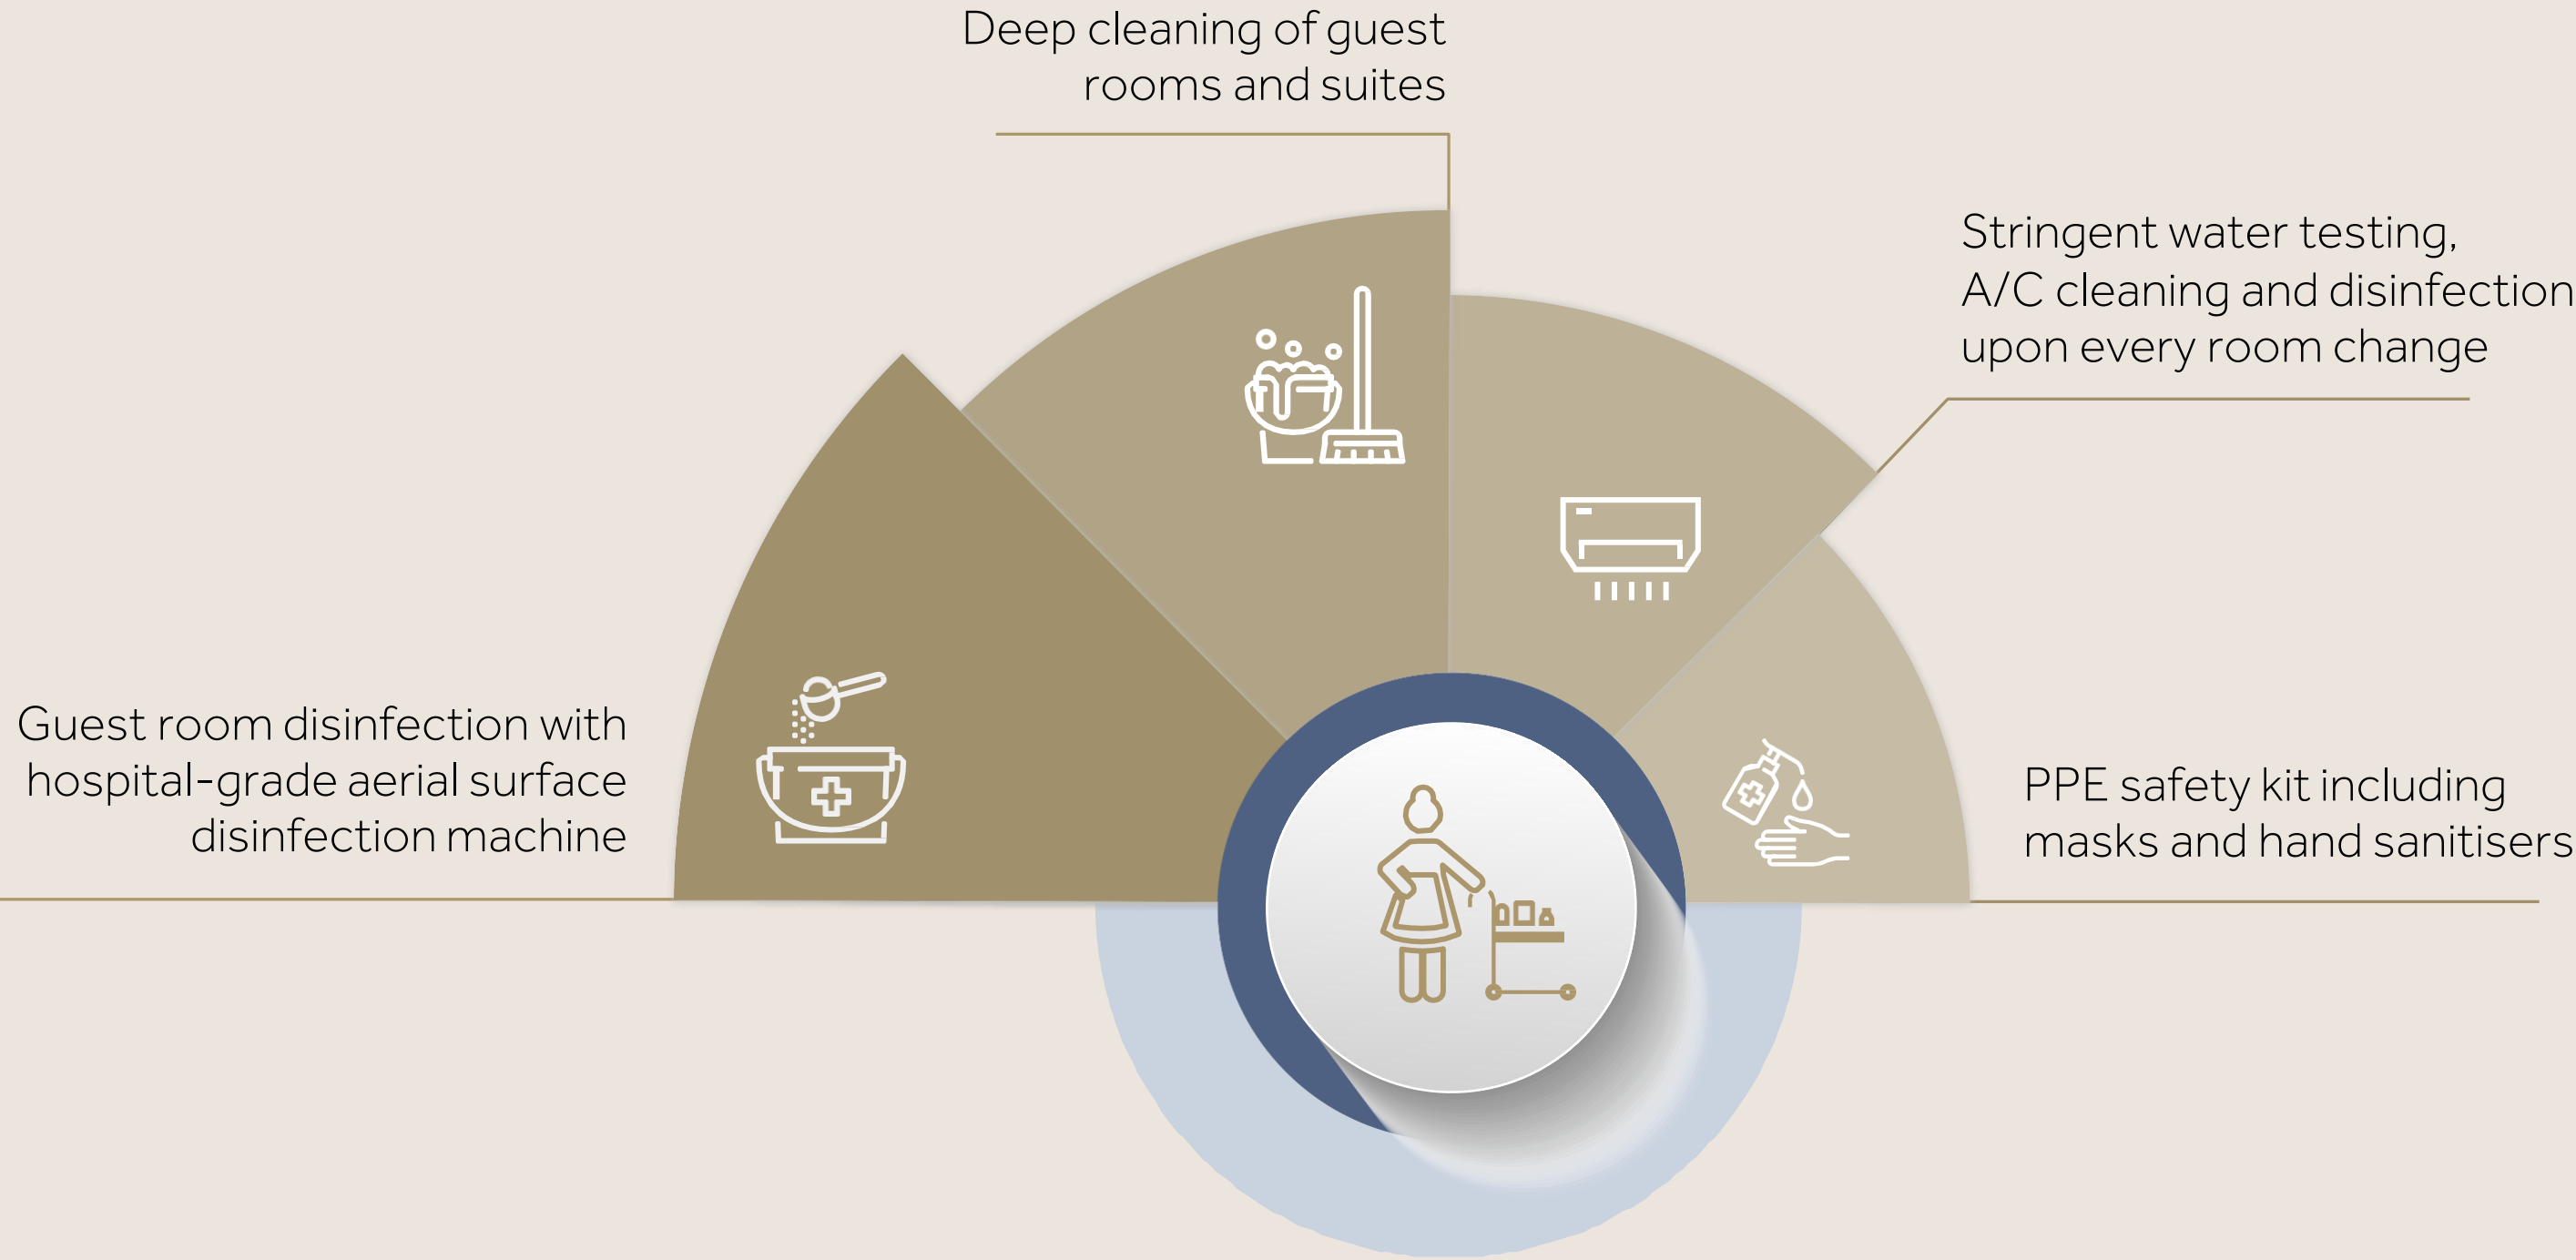 Deep cleaning of guest
rooms and suites
Stringent water testing,
A/C cleaning and disinfection
upon every room change
Guest room disinfection with
hospital-grade aerial surface
disinfection machine
PPE safety kit including
masks and hand sanitisers